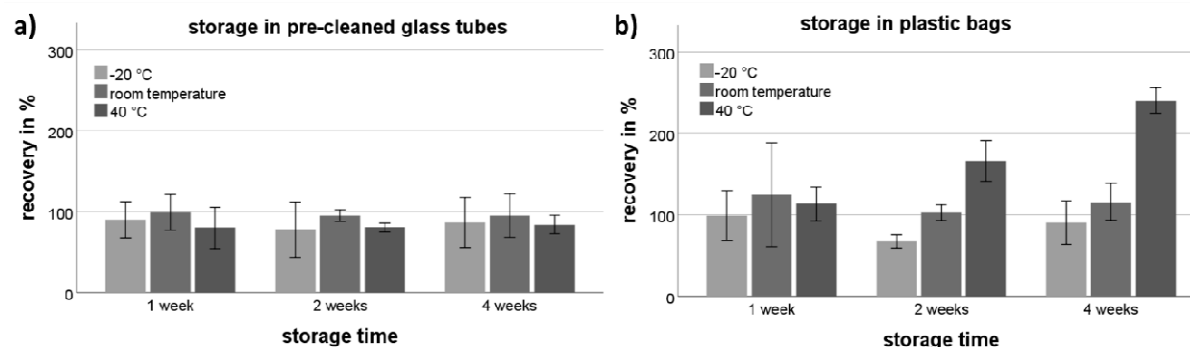 a)
storage in pre-cleaned glass tubes
300
200
100
0
recovery in %
-20 °C
room temperature
40 °C
1 week
2 weeks
4 weeks
storage time
b)
storage in plastic bags
300
200
100
0
recovery in %
-20 °C
room temperature
40 °C
1 week
2 weeks
4 weeks
storage time